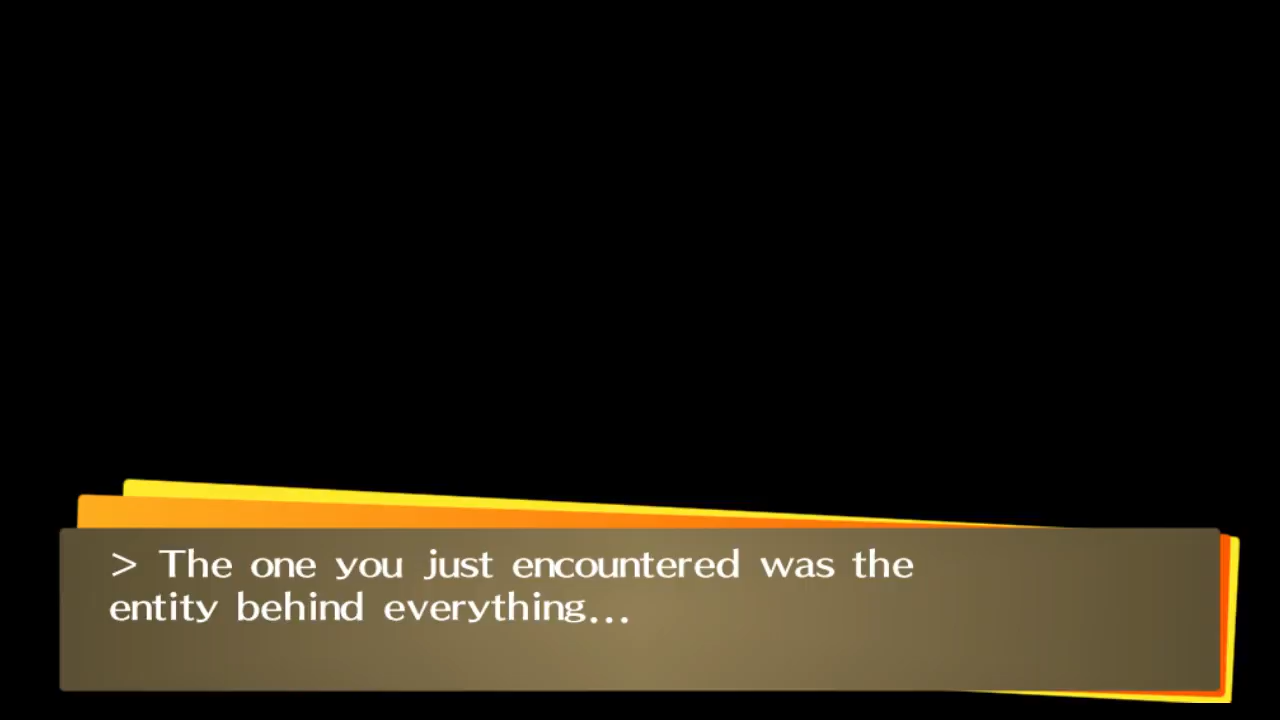 > The one you just encountered was the
entity behind everything...